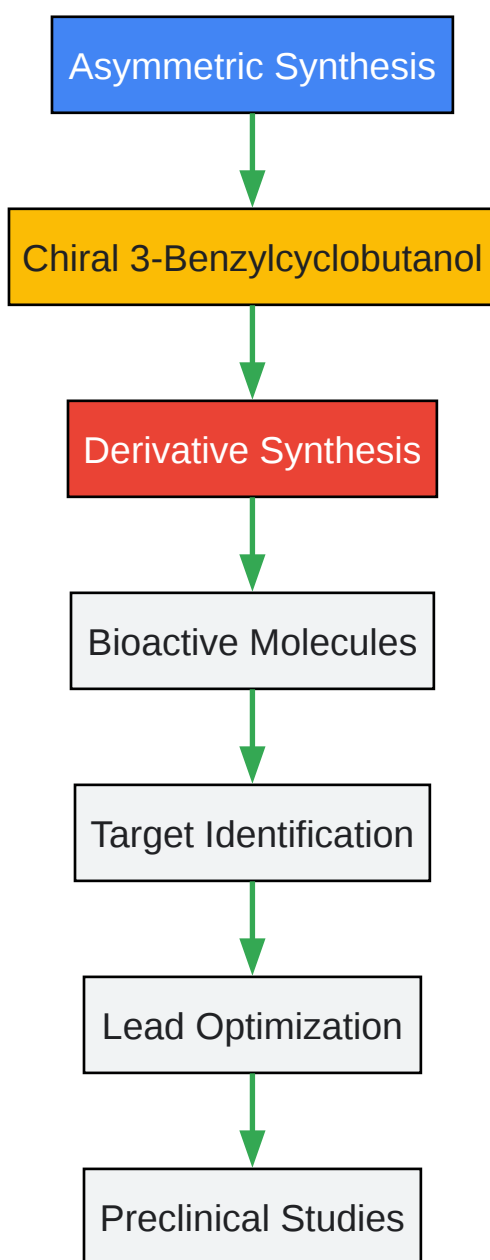 Asymmetric Synthesis
Chiral 3-Benzylcyclobutanol
Derivative Synthesis
Bioactive Molecules
Target Identification
Lead Optimization
Preclinical Studies